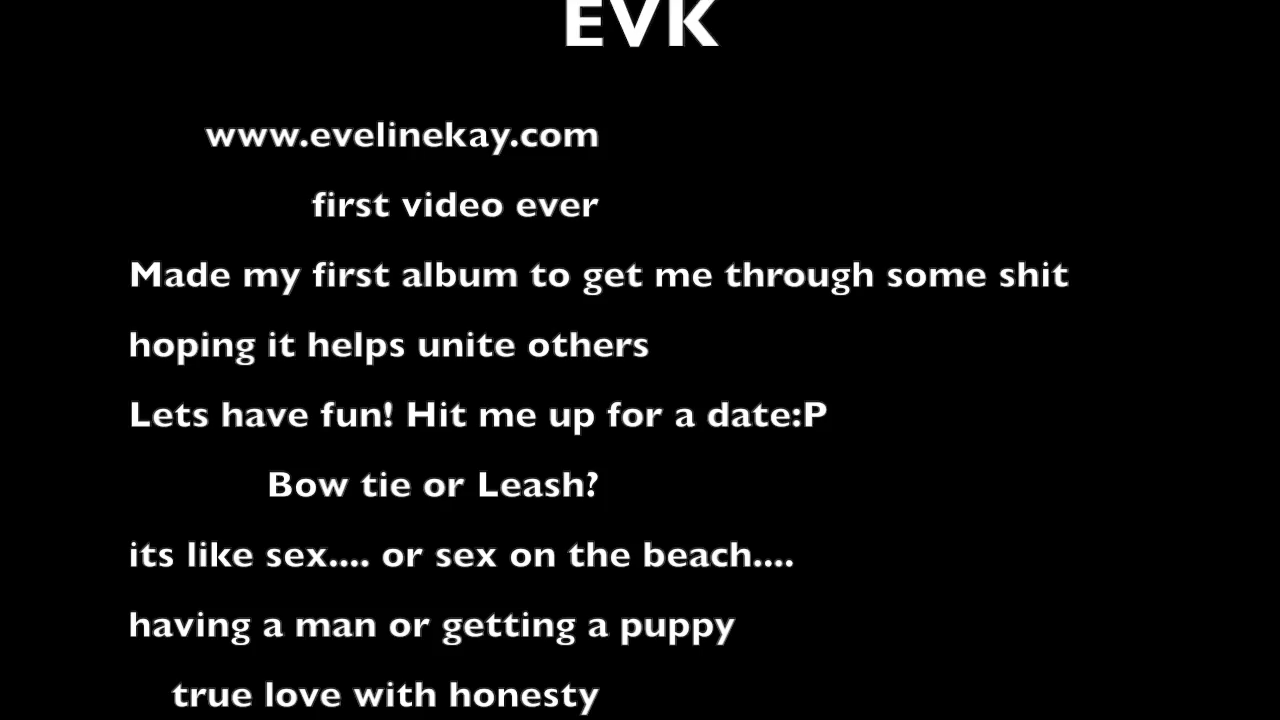 EVK
www.evelinekay.com
first video ever
Made my first album to get me through some shit
hoping it helps unite others
Lets have fun! Hit me up for a date:P
Bow tie or Leash?
its like sex.... or sex on the beach....
having a man or getting a puppy
true love with honesty